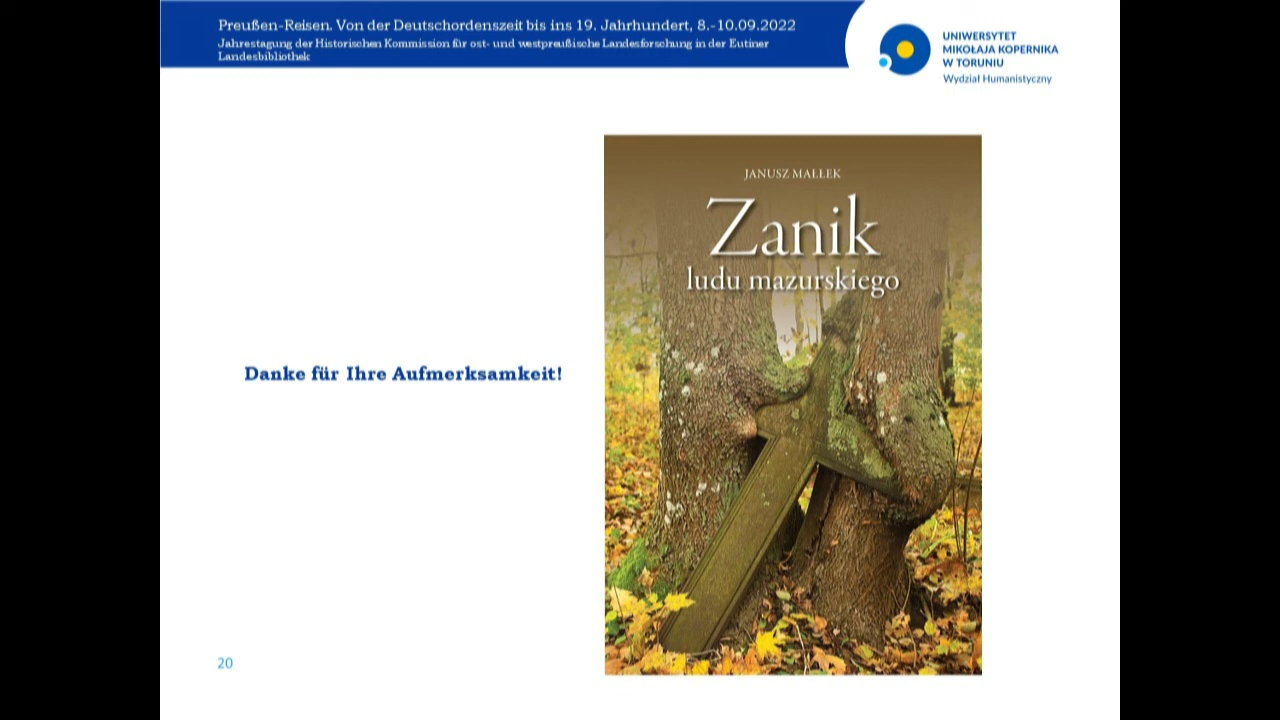 Preußen-Reisen. Von der Deutschordenszeit bis ins 19. Jahrhundert, 8.-10.09.2022
Jahrestagung der Historischen Kommission für ost- und westpreußische Landesforschung in der Eutiner
Landesbibliothek
UNIWERSYTET
MIKOŁAJA KOPERNIKA
W TORUNIU
Wydział Humanistyczny
JANUSZ MAŁŁEK
Zanik
ludu mazurskiego
Danke für Ihre Aufmerksamkeit!
20